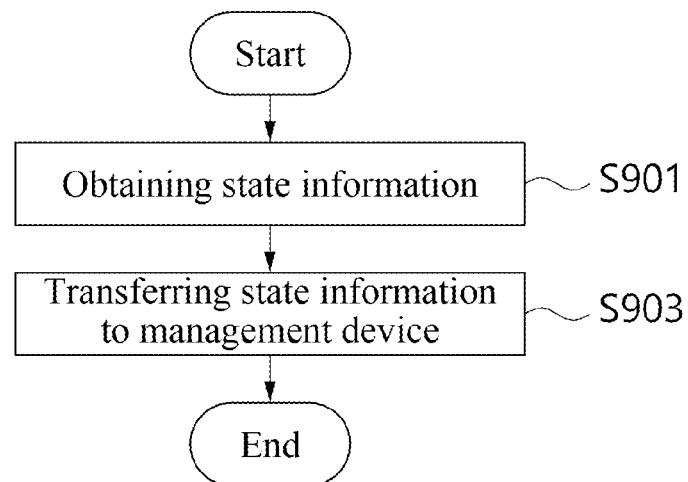 Start
Obtaining state information
S901
Transferring state information
to management device
S903
End